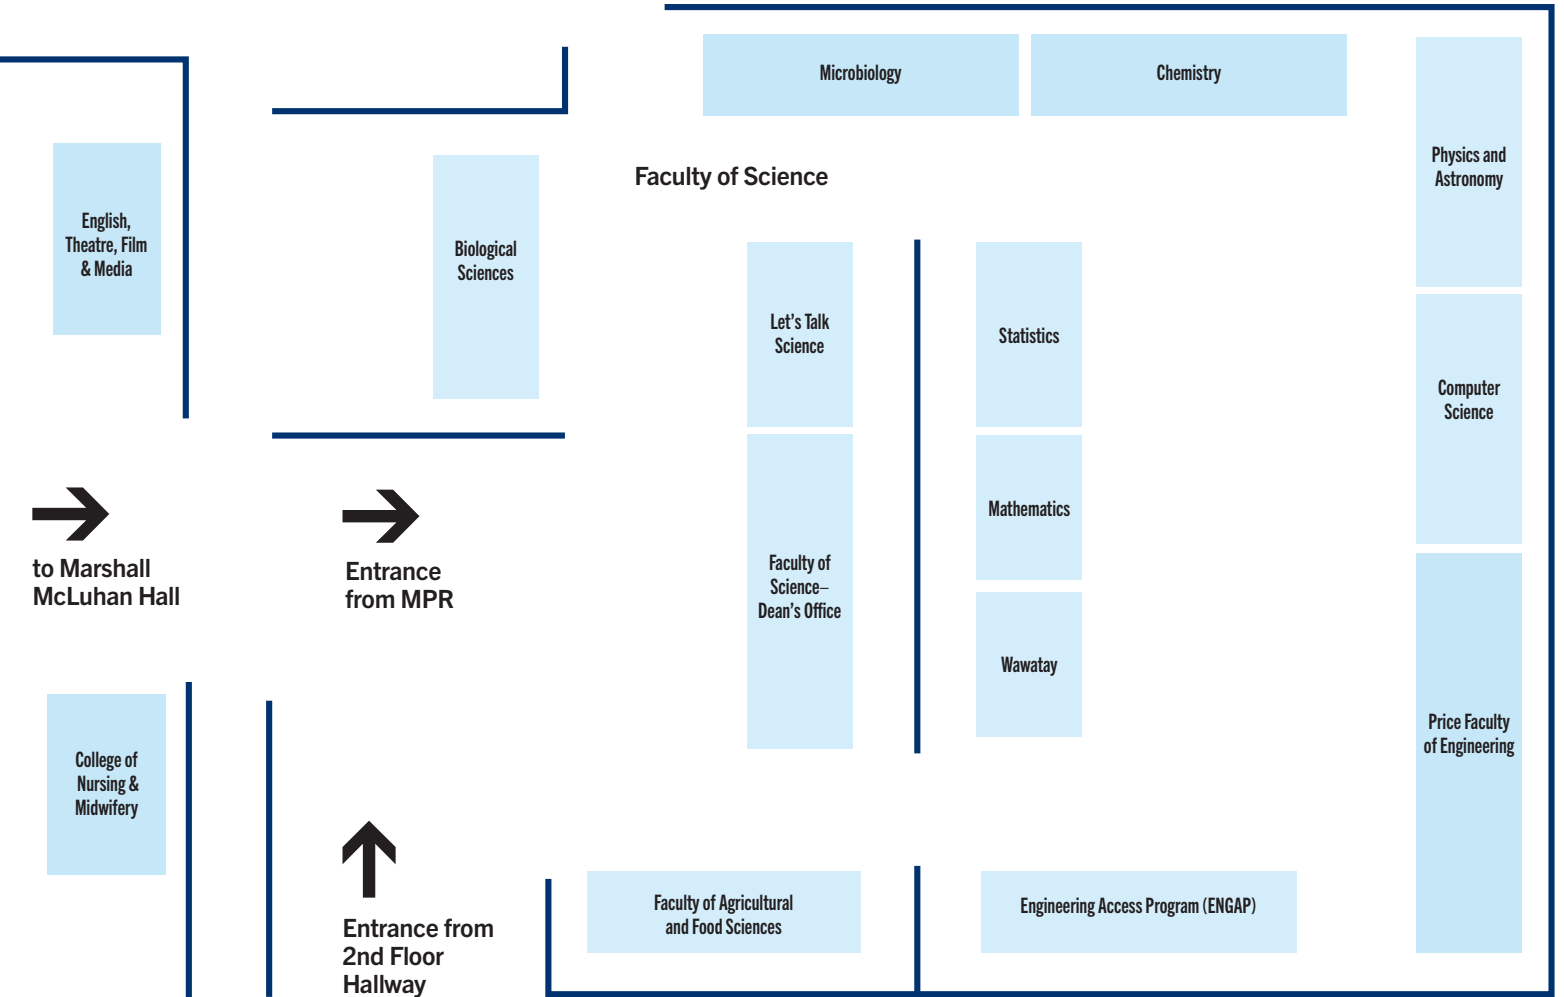 Microbiology
Chemistry
Physics and
Astronomy
Faculty of Science
English,
Theatre, Film
& Media
Biological
Sciences
Let’s Talk
Science
Statistics
Computer
Science
Mathematics
to Marshall
McLuhan Hall
Entrance
from MPR
Faculty of
Science–
Dean’s Office
Wawatay
Price Faculty
of Engineering
College of
Nursing &
Midwifery
Entrance from
2nd Floor
Hallway
Faculty of Agricultural
and Food Sciences
Engineering Access Program (ENGAP)